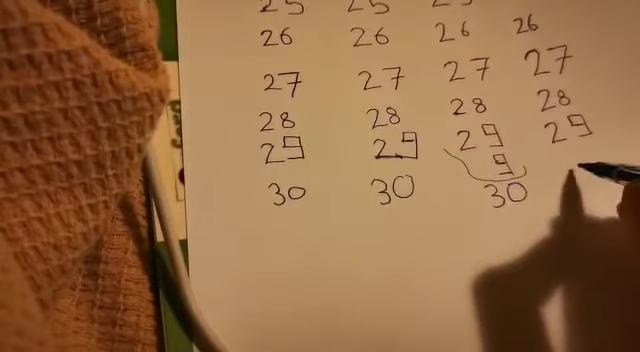 25 25 25
26 26 26 26
27 27 27 27
28 28 28 28
29 29 29 29
9
30 30 30